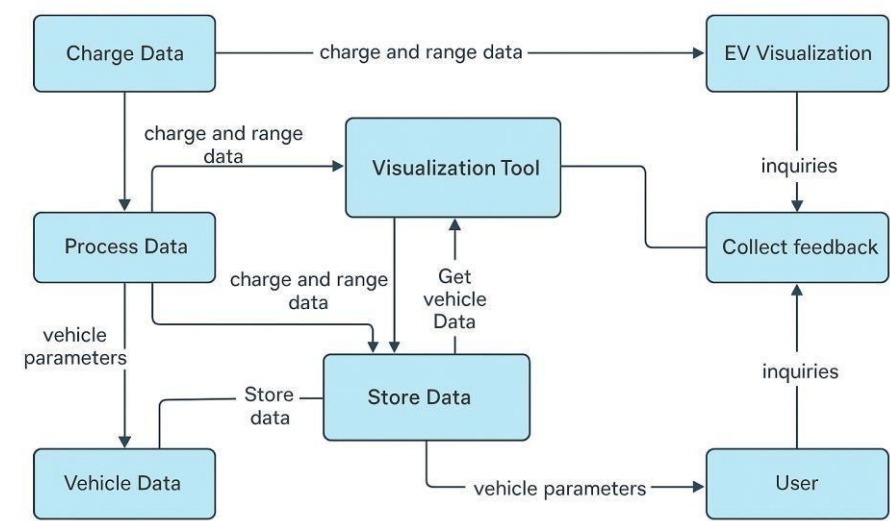 Charge Data
charge and range data
EV Visualization
charge and range
data
Visualization Tool
inquiries
Process Data
Collect feedback
charge and range
data
Get
vehicle
Data
vehicle
parameters
inquiries
Store
data
Store Data
Vehicle Data
vehicle parameters
User